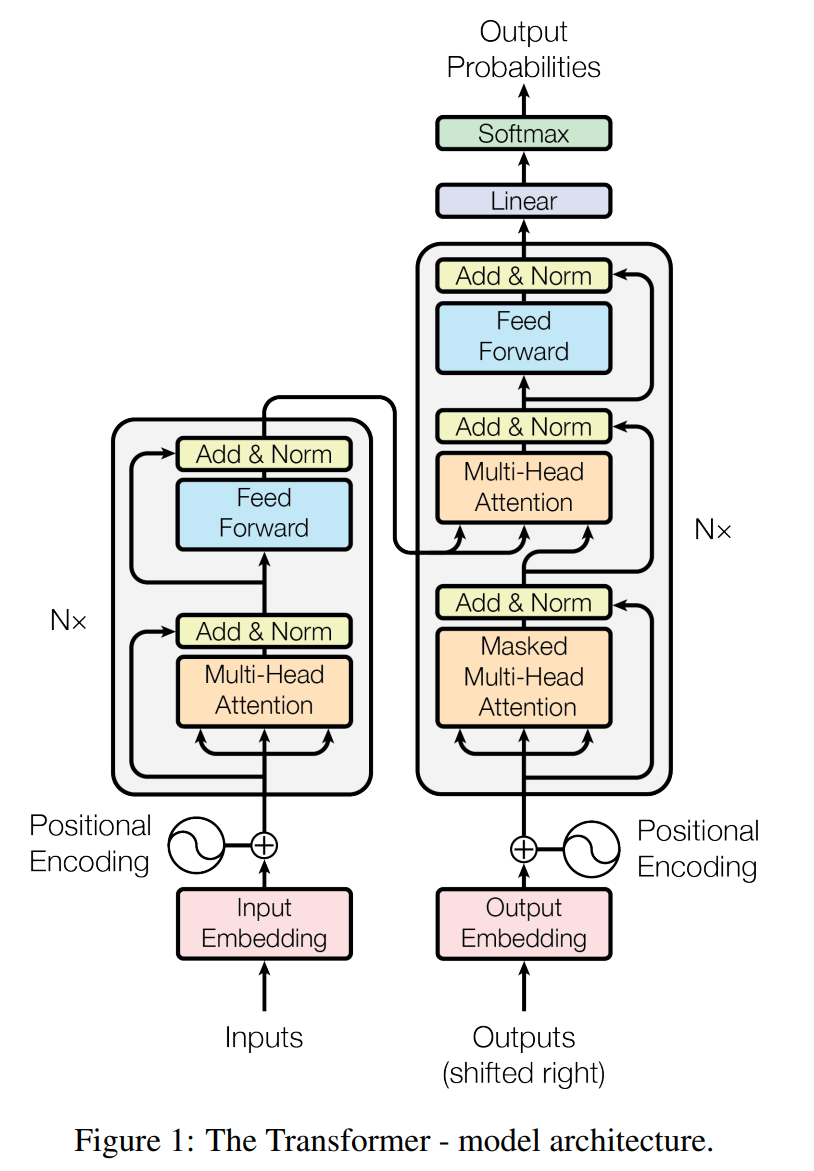 Output
Probabilities
Softmax
Linear
Add & Norm
Feed
Forward
Add & Norm
Multi-Head
Attention
Add & Norm
Masked
Multi-Head
Attention
N×
Add & Norm
Feed
Forward
Add & Norm
Multi-Head
Attention
N×
Positional
Encoding
Positional
Encoding
Input
Embedding
Output
Embedding
Inputs
Outputs
(shifted right)
Figure 1: The Transformer - model architecture.